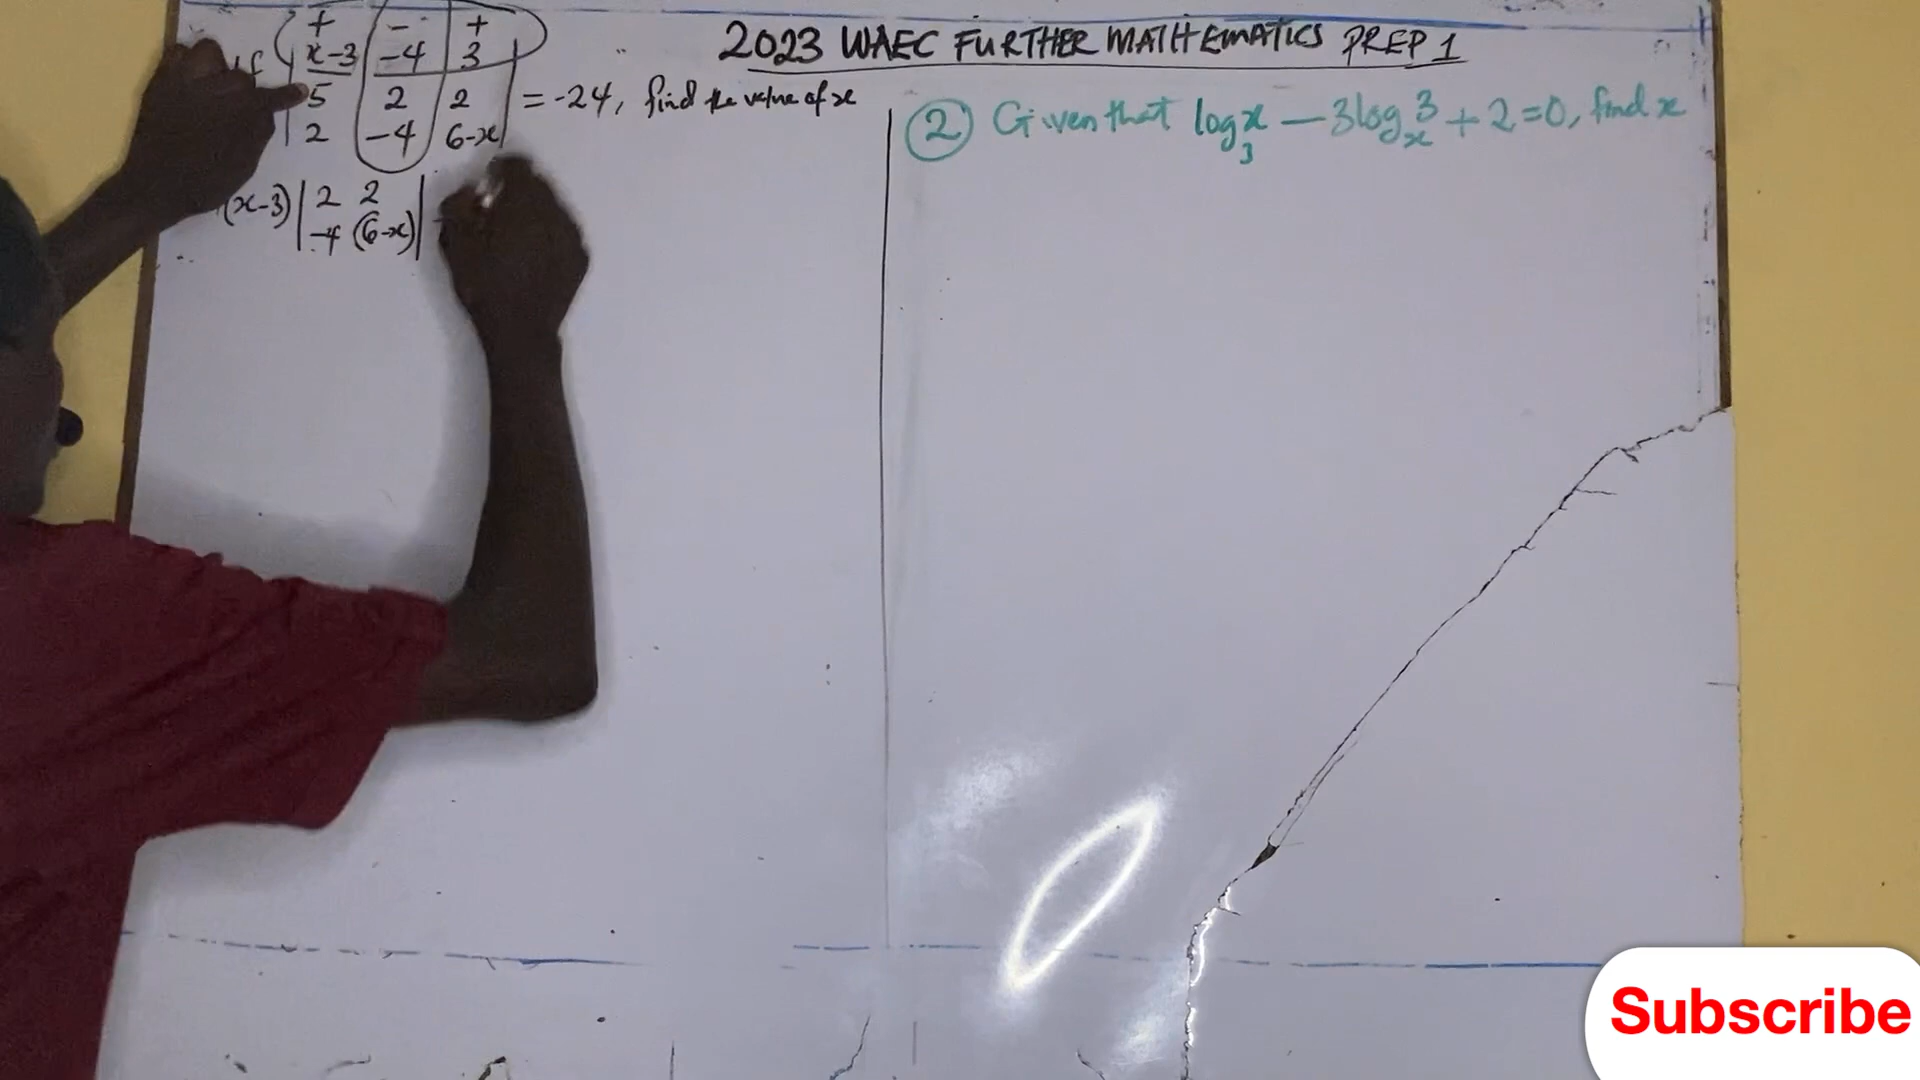 2023 WAEC FURTHER MATHEMATICS PREP 1
+ - +
If | x-3 -4 3 |
| 5 2 2 | = -24, find the value of x
| 2 -4 6-x |
(x-3) | 2 2 |
| -4 (6-x) |
② Given that log₃x - 3logₓ3 + 2 = 0, find x
Subscribe